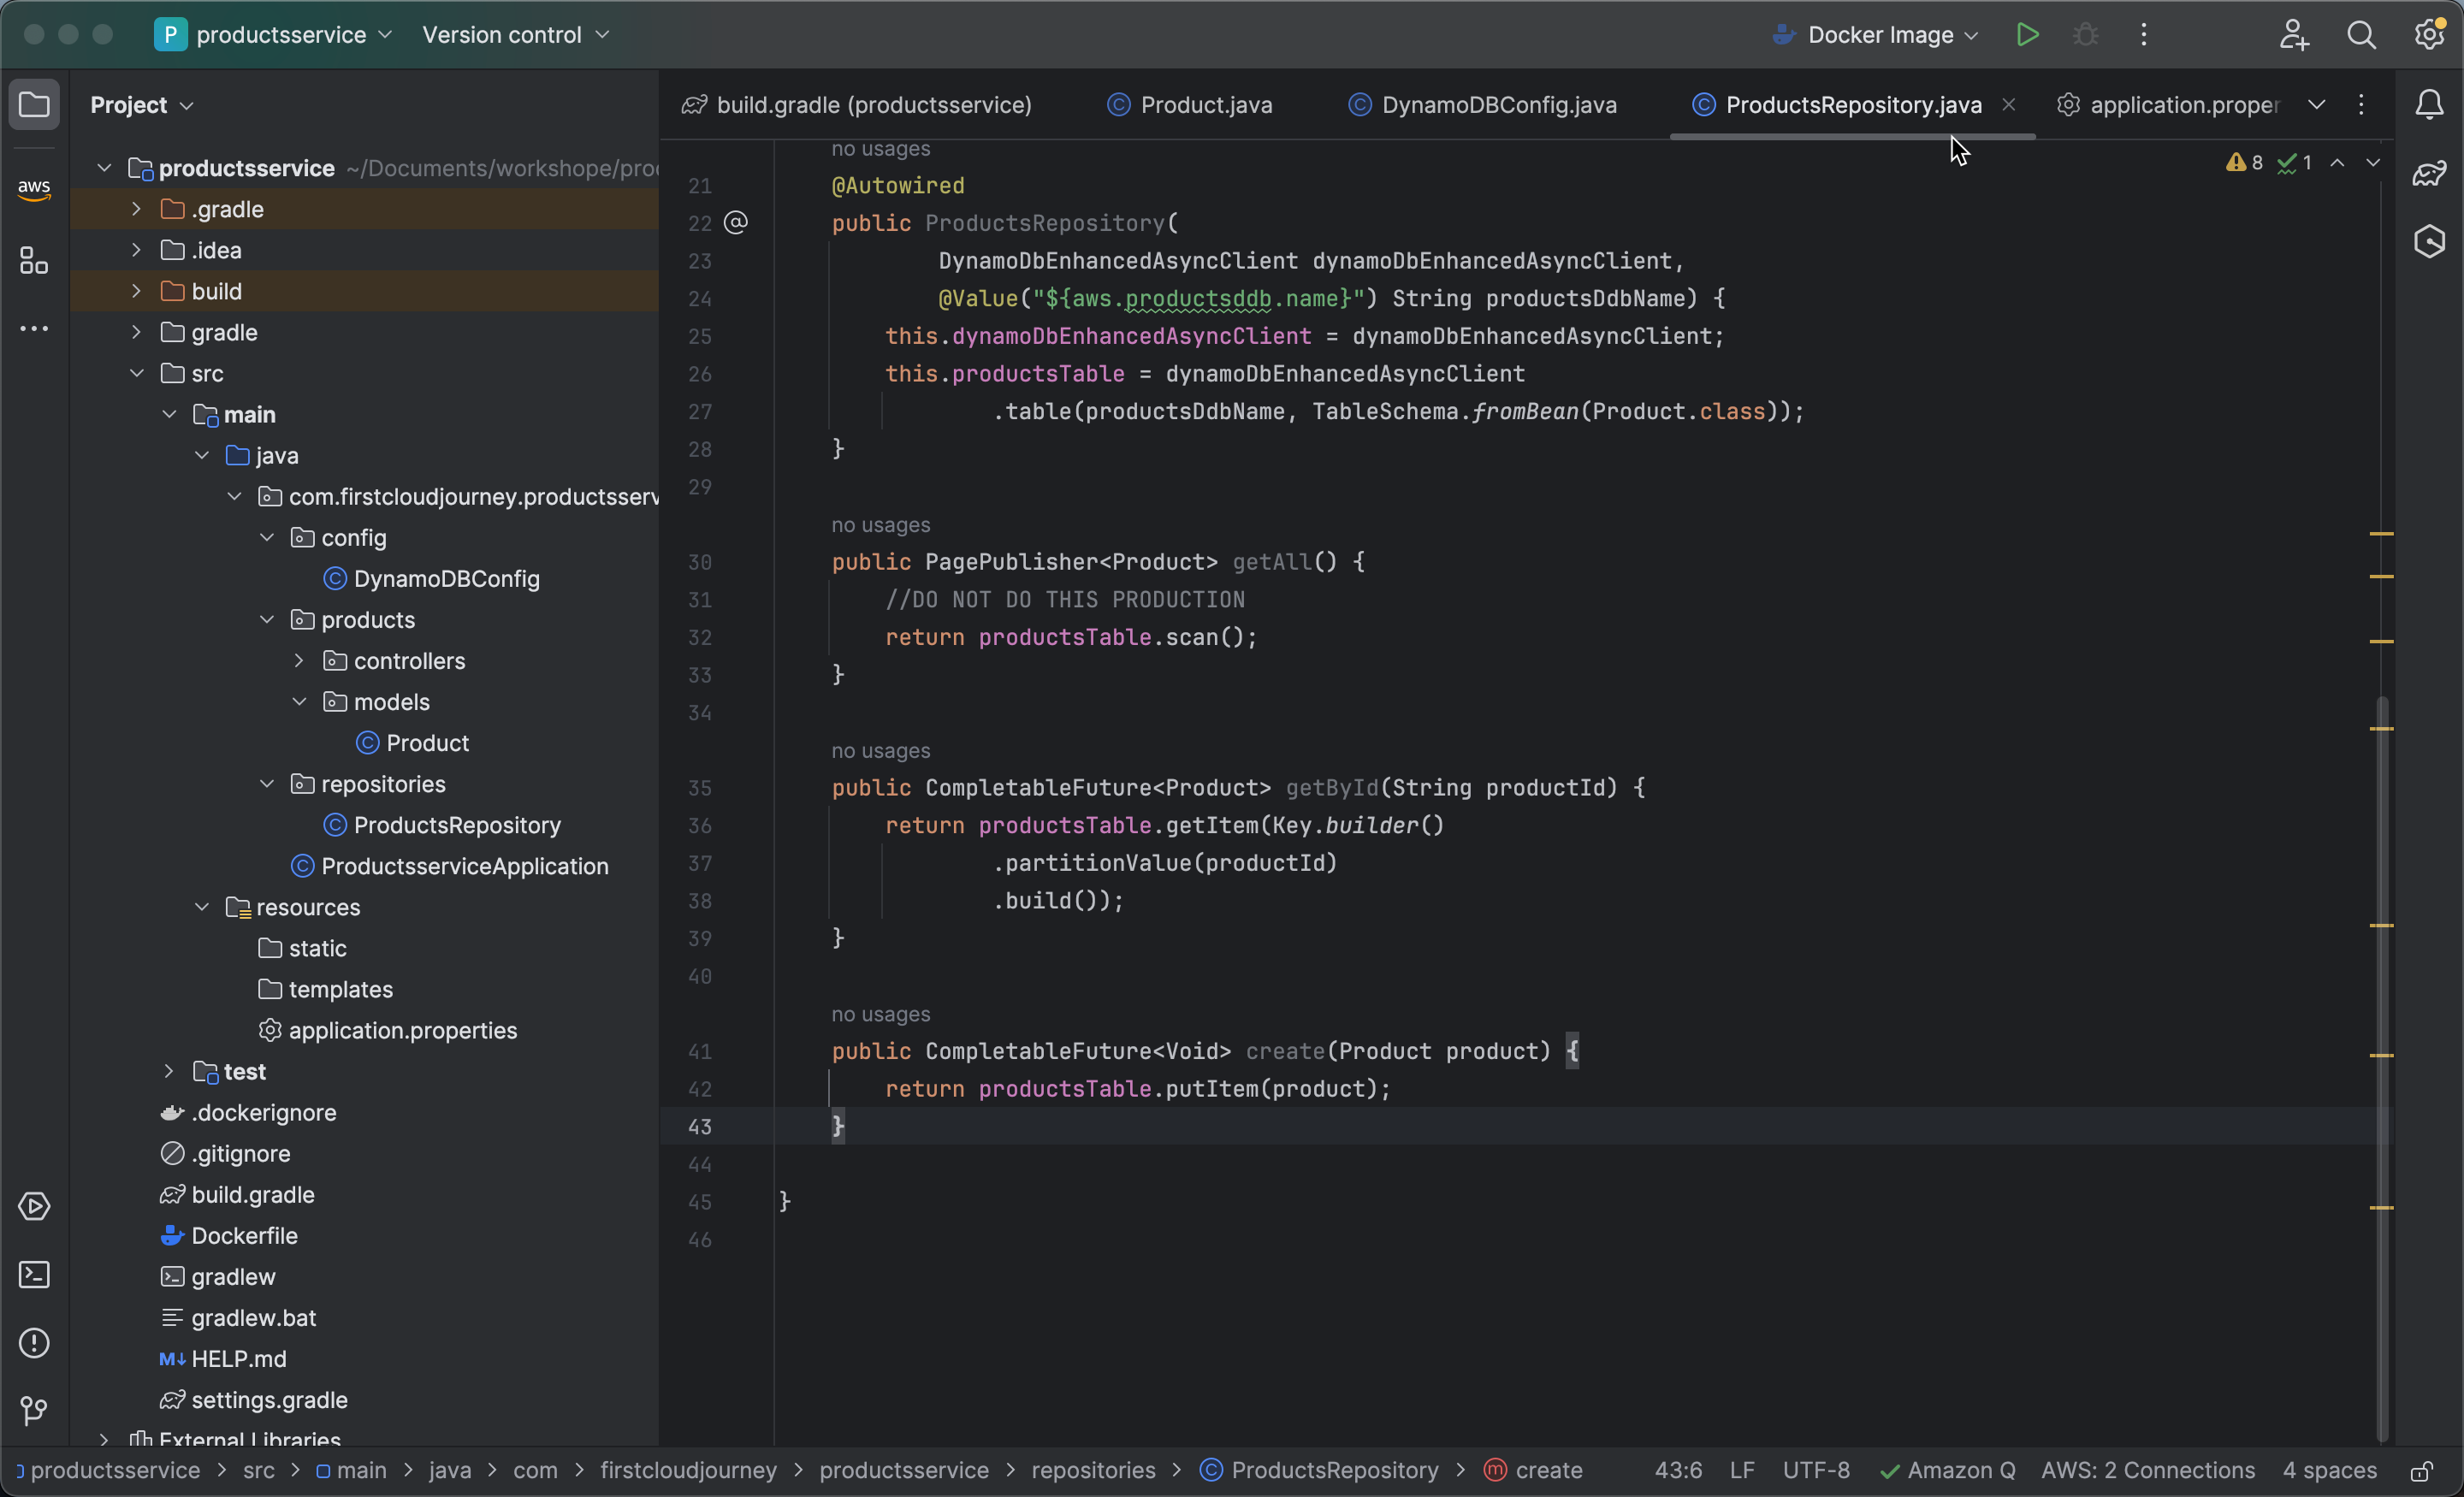 P productsservice Version control Docker Image
Project
build.gradle (productsservice) Product.java DynamoDBConfig.java ProductsRepository.java application.proper
aws
productsservice ~/Documents/workshope/pro
.gradle
.idea
build
gradle
src
main
java
com.firstcloudjourney.productsserv
config
DynamoDBConfig
products
controllers
models
Product
repositories
ProductsRepository
ProductsserviceApplication
resources
static
templates
application.properties
test
.dockerignore
.gitignore
build.gradle
Dockerfile
gradlew
gradlew.bat
M↓ HELP.md
settings.gradle
External Libraries
8 1
no usages
21 @Autowired
22 @ public ProductsRepository(
23 DynamoDbEnhancedAsyncClient dynamoDbEnhancedAsyncClient,
24 @Value("${aws.productsddb.name}") String productsDdbName) {
25 this.dynamoDbEnhancedAsyncClient = dynamoDbEnhancedAsyncClient;
26 this.productsTable = dynamoDbEnhancedAsyncClient
27 .table(productsDdbName, TableSchema.fromBean(Product.class));
28 }
29
no usages
30 public PagePublisher<Product> getAll() {
31 //DO NOT DO THIS PRODUCTION
32 return productsTable.scan();
33 }
34
no usages
35 public CompletableFuture<Product> getById(String productId) {
36 return productsTable.getItem(Key.builder()
37 .partitionValue(productId)
38 .build());
39 }
40
no usages
41 public CompletableFuture<Void> create(Product product) {
42 return productsTable.putItem(product);
43 }
44
45 }
46
productsservice > src > main > java > com > firstcloudjourney > productsservice > repositories > ProductsRepository > create 43:6 LF UTF-8 Amazon Q AWS: 2 Connections 4 spaces